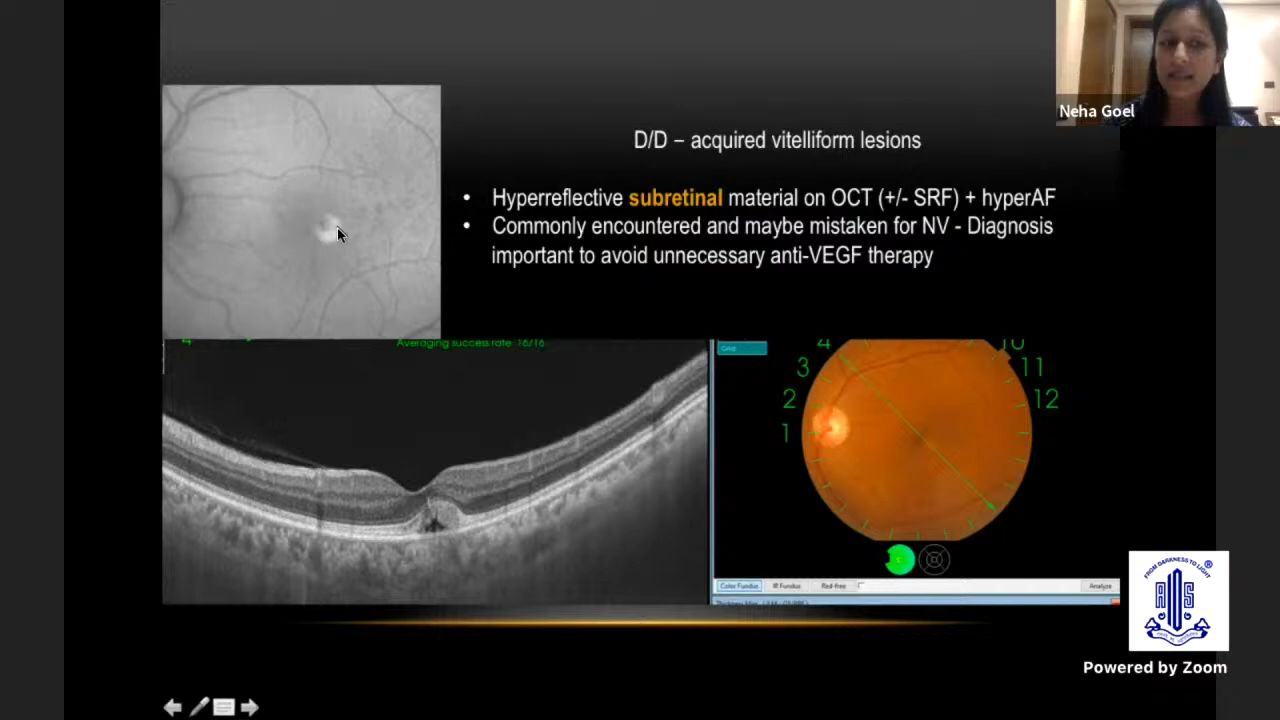 Neha Goel
D/D – acquired vitelliform lesions
• Hyperreflective subretinal material on OCT (+/- SRF) + hyperAF
• Commonly encountered and maybe mistaken for NV - Diagnosis
important to avoid unnecessary anti-VEGF therapy
Averaging success rate 16/16
Grid
4
3
2
1
10
11
12
Color Fundus IR Fundus Red-free Analyze
FROM DARKNESS TO LIGHT
AIOS
Powered by Zoom